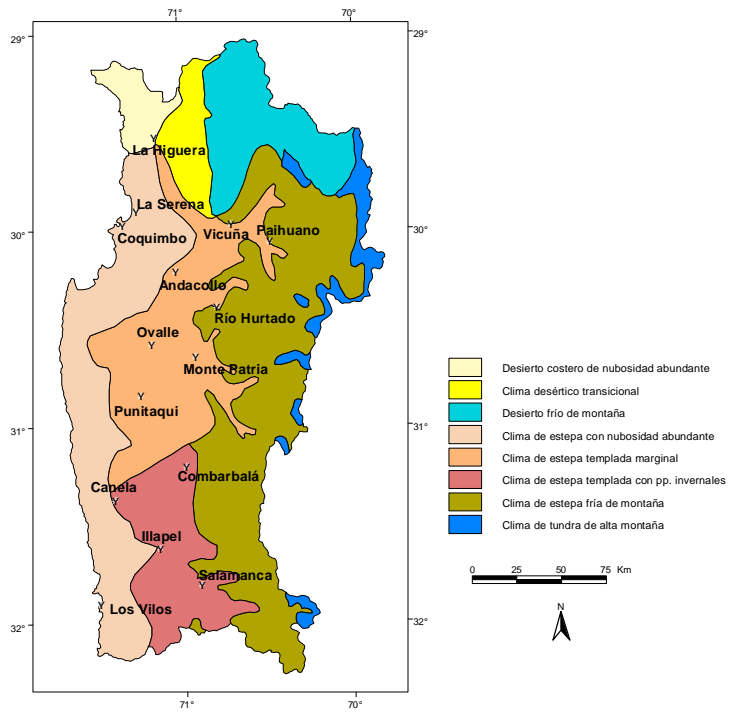 71°
70°
29°
29°
La Higuera
La Serena
30°
Coquimbo
Vicuña
Paihuano
30°
Andacollo
Río Hurtado
Ovalle
Monte Patria
Punitaqui
31°
31°
Combarbalá
Canela
Illapel
Salamanca
Los Vilos
32°
32°
71°
70°
Desierto costero de nubosidad abundante
Clima desértico transicional
Desierto frío de montaña
Clima de estepa con nubosidad abundante
Clima de estepa templada marginal
Clima de estepa templada con pp. invernales
Clima de estepa fría de montaña
Clima de tundra de alta montaña
0 25 50 75 Km
N